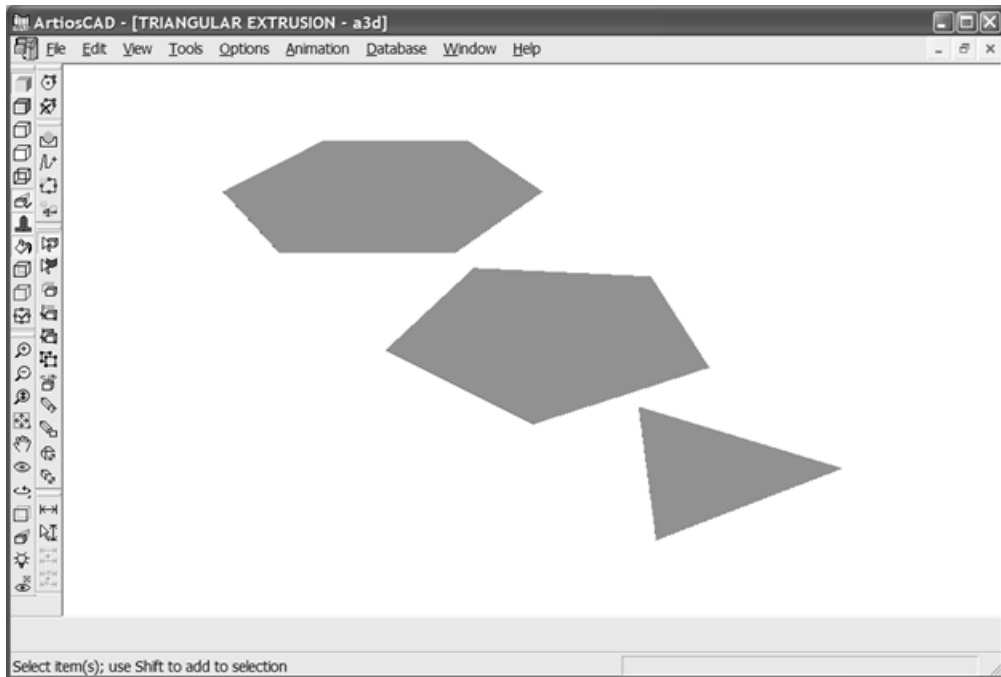 ArtiosCAD - [TRIANGULAR EXTRUSION - a3d]
File Edit View Tools Options Animation Database Window Help
Select item(s); use Shift to add to selection